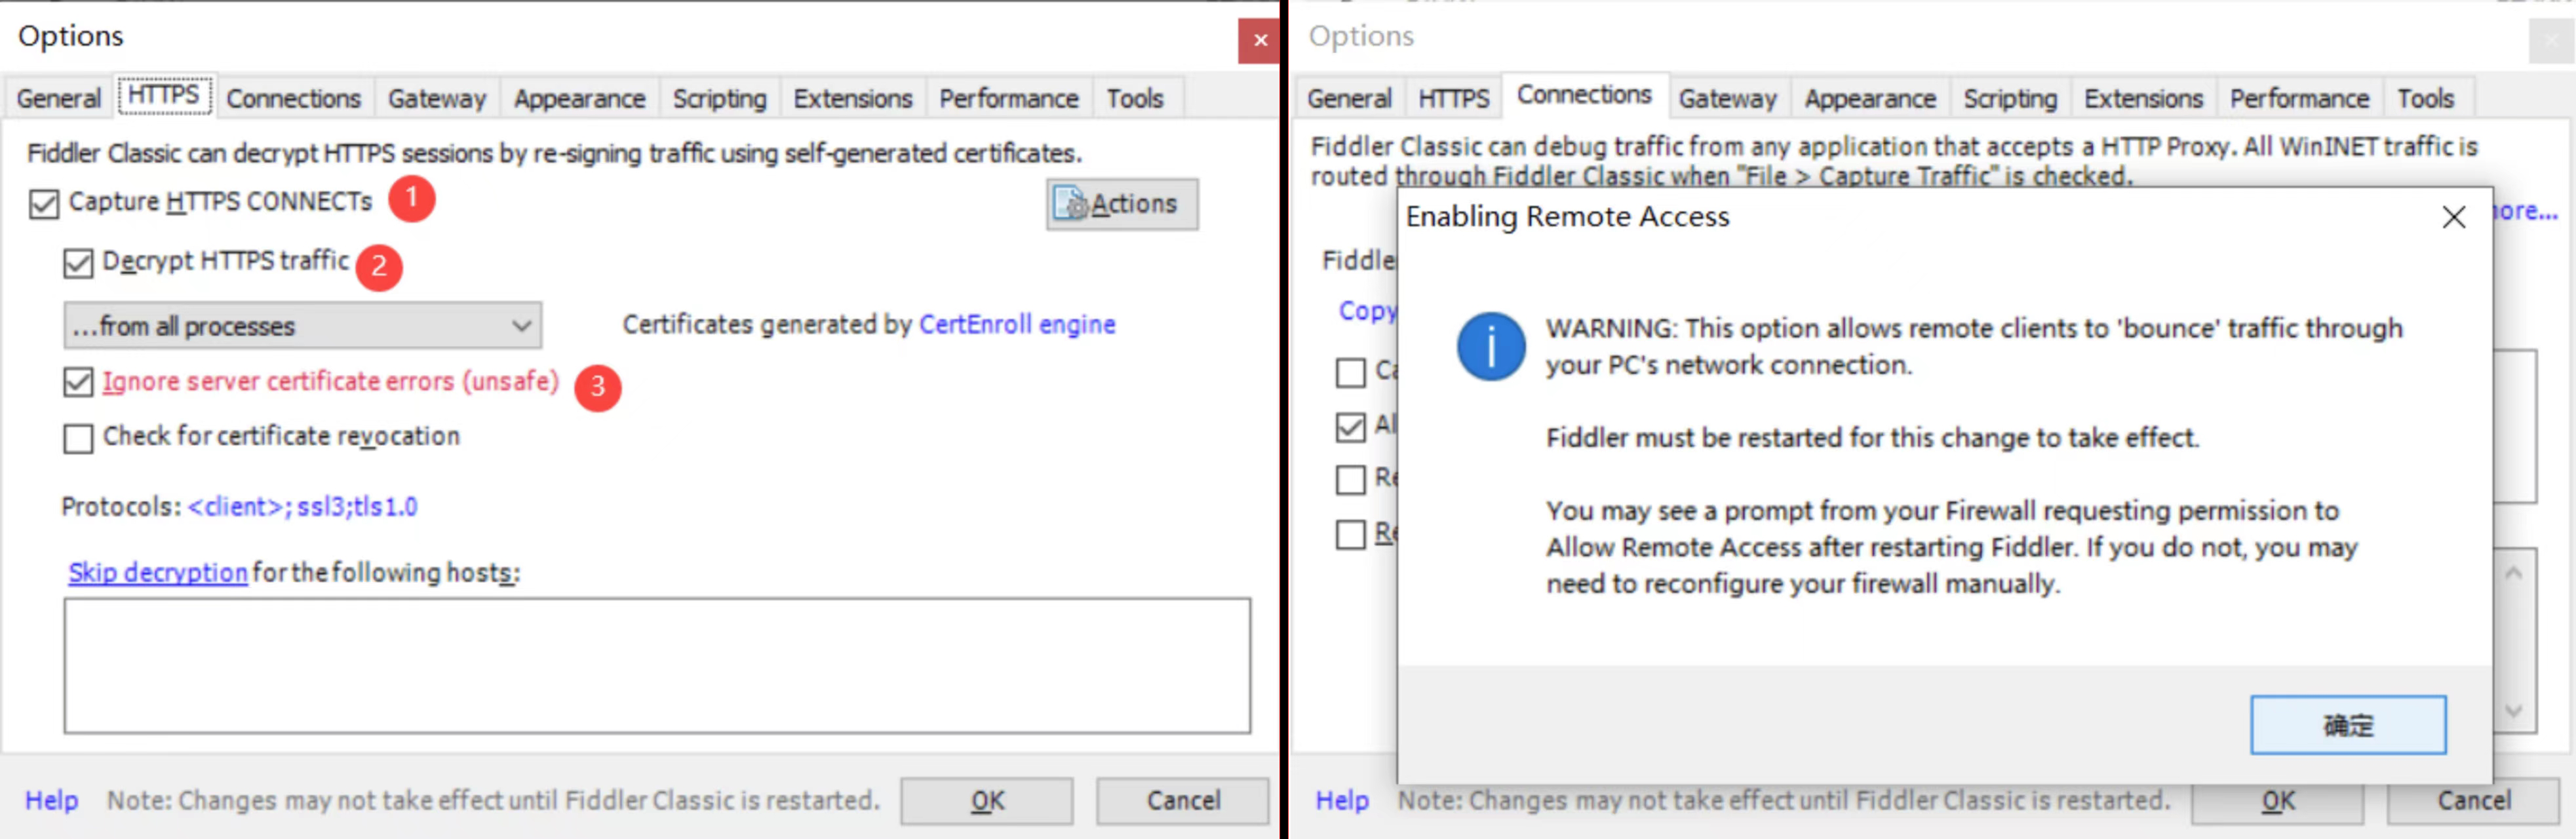 Options
×
General HTTPS Connections Gateway Appearance Scripting Extensions Performance Tools
Fiddler Classic can decrypt HTTPS sessions by re-signing traffic using self-generated certificates.
Capture HTTPS CONNECTs 1
Actions
Decrypt HTTPS traffic 2
...from all processes
Certificates generated by CertEnroll engine
Ignore server certificate errors (unsafe) 3
Check for certificate revocation
Protocols: <client>; ssl3;tls1.0
Skip decryption for the following hosts:
Help Note: Changes may not take effect until Fiddler Classic is restarted. OK Cancel
Options
General HTTPS Connections Gateway Appearance Scripting Extensions Performance Tools
Fiddler Classic can debug traffic from any application that accepts a HTTP Proxy. All WinINET traffic is
routed through Fiddler Classic when "File > Capture Traffic" is checked.
Enabling Remote Access
Copy
WARNING: This option allows remote clients to 'bounce' traffic through
your PC's network connection.
Fiddler must be restarted for this change to take effect.
You may see a prompt from your Firewall requesting permission to
Allow Remote Access after restarting Fiddler. If you do not, you may
need to reconfigure your firewall manually.
确定
Help Note: Changes may not take effect until Fiddler Classic is restarted. OK Cancel